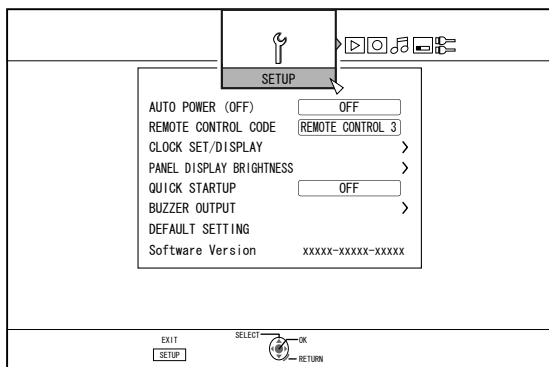 SETUP
AUTO POWER (OFF) OFF
REMOTE CONTROL CODE REMOTE CONTROL 3
CLOCK SET/DISPLAY
PANEL DISPLAY BRIGHTNESS
QUICK STARTUP OFF
BUZZER OUTPUT
DEFAULT SETTING
Software Version xxxxx-xxxxx-xxxxx
EXIT
SETUP
SELECT
OK
RETURN